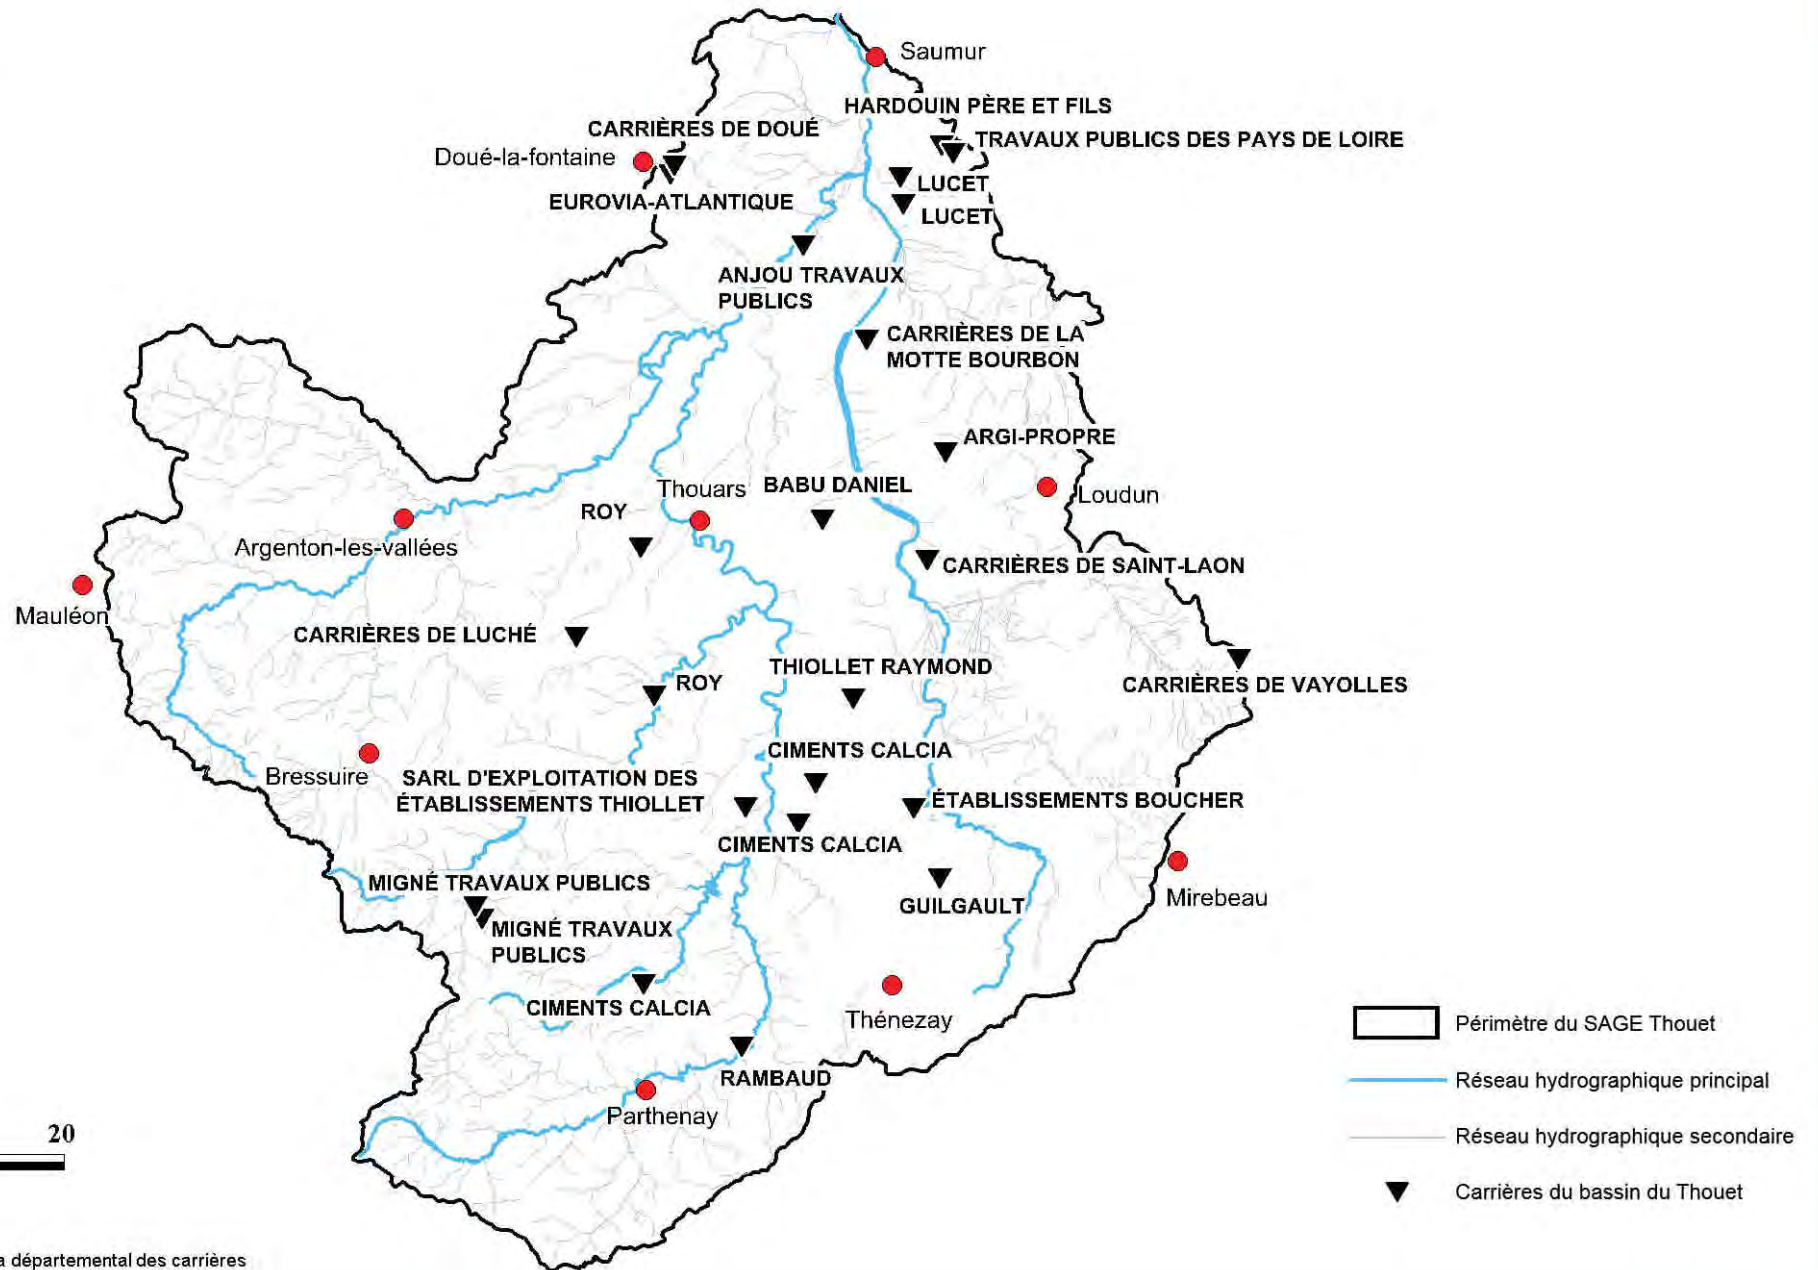 Saumur
HARDOUIN PÈRE ET FILS
CARRIÈRES DE DOUÉ
TRAVAUX PUBLICS DES PAYS DE LOIRE
Doué-la-fontaine
LUCET
EUROVIA-ATLANTIQUE
LUCET
ANJOU TRAVAUX
PUBLICS
CARRIÈRES DE LA
MOTTE BOURBON
ARGI-PROPRE
Thouars
BABU DANIEL
Loudun
ROY
Argenton-les-vallées
CARRIÈRES DE SAINT-LAON
Mauléon
CARRIÈRES DE LUCHÉ
THIOLLET RAYMOND
ROY
CARRIÈRES DE VAYOLLES
CIMENTS CALCIA
Bressuire
SARL D'EXPLOITATION DES
ÉTABLISSEMENTS THIOLLET
ÉTABLISSEMENTS BOUCHER
CIMENTS CALCIA
MIGNÉ TRAVAUX PUBLICS
Mirebeau
GUILGAULT
MIGNÉ TRAVAUX
PUBLICS
CIMENTS CALCIA
Thénezay
RAMBAUD
Parthenay
Périmètre du SAGE Thouet
Réseau hydrographique principal
Réseau hydrographique secondaire
Carrières du bassin du Thouet
20
a départemental des carrières